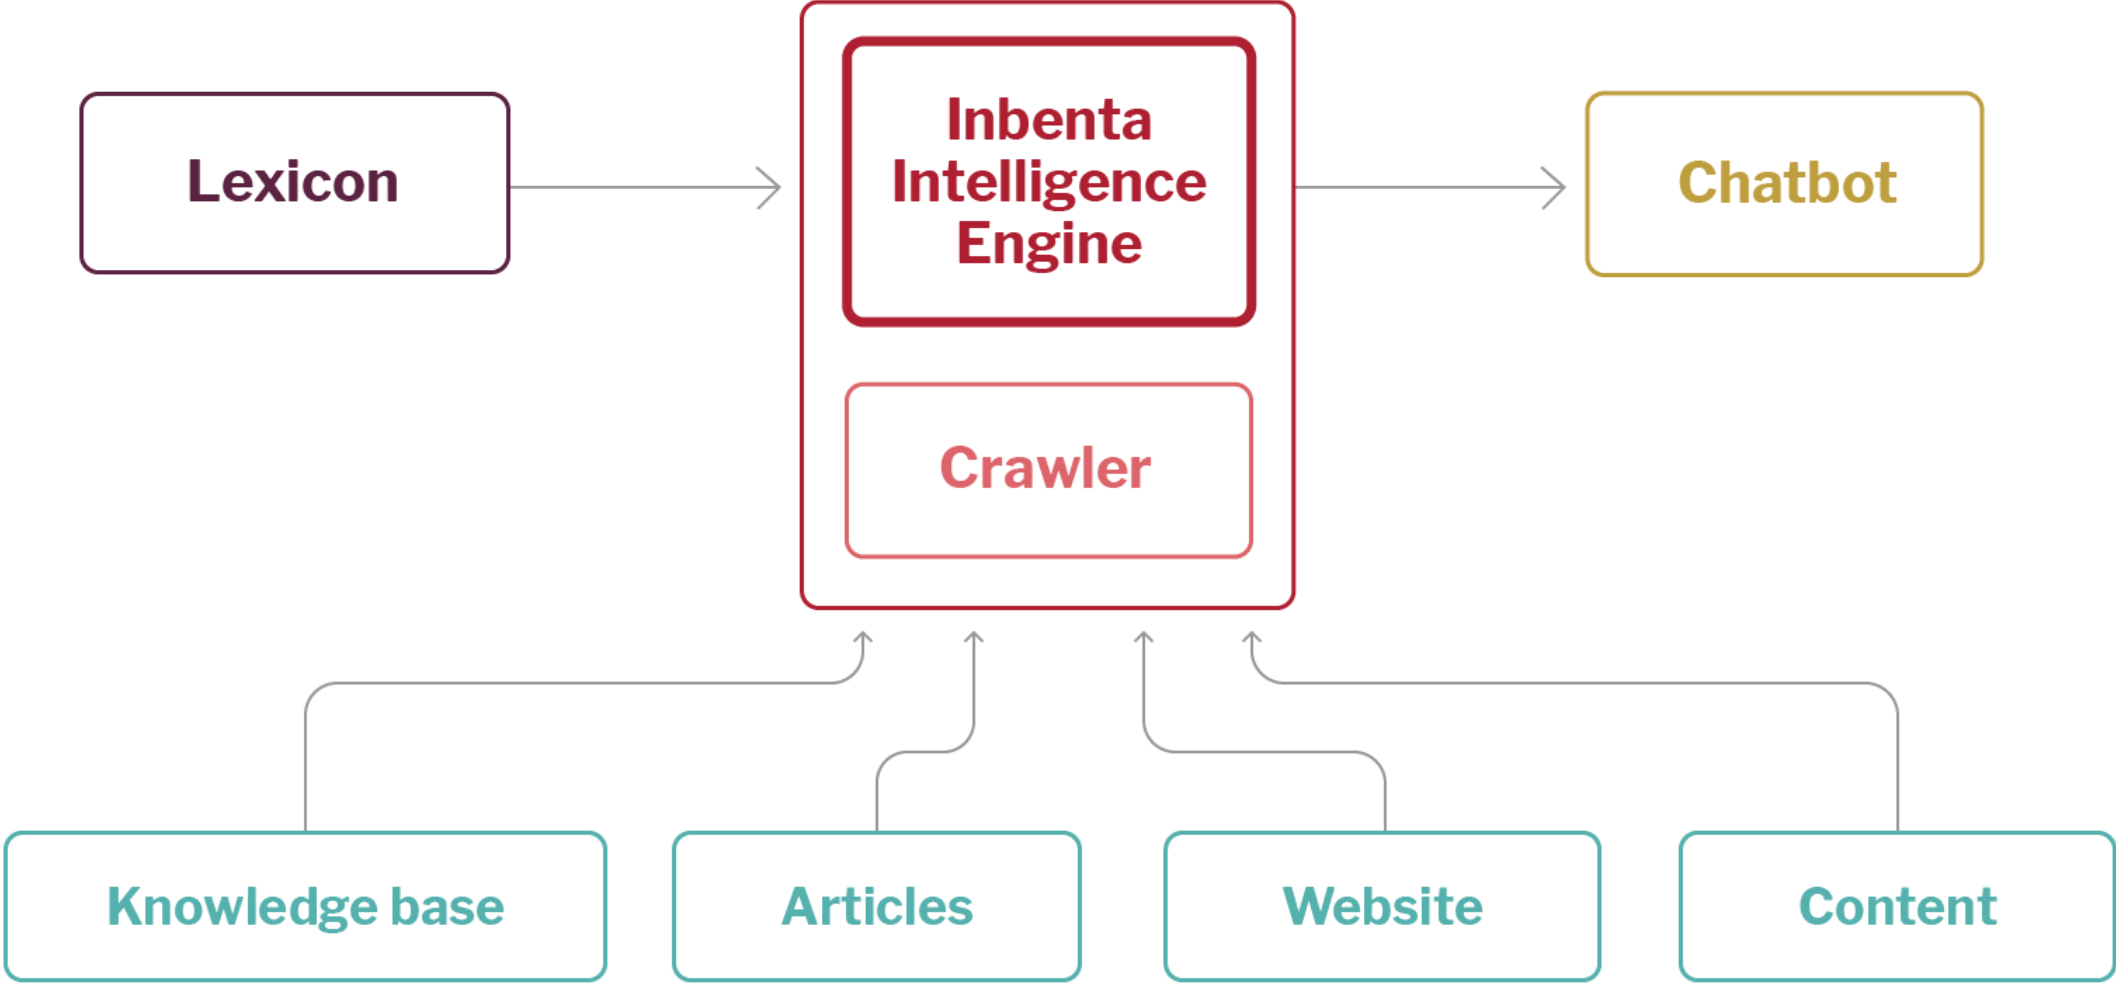 Lexicon
Inbenta
Intelligence
Engine
Chatbot
Crawler
Knowledge base
Articles
Website
Content